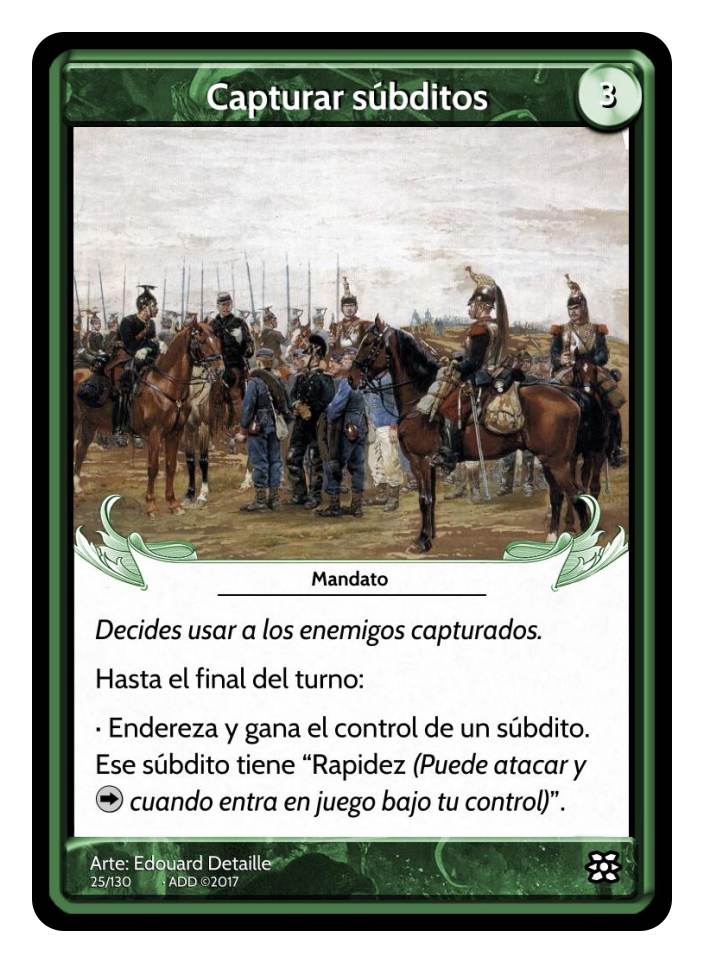 Capturar súbditos
3
Mandato
Decides usar a los enemigos capturados.
Hasta el final del turno:
· Endereza y gana el control de un súbdito.
Ese súbdito tiene “Rapidez (Puede atacar y
➡ cuando entra en juego bajo tu control)”.
Arte: Edouard Detaille
25/130 · ADD ©2017